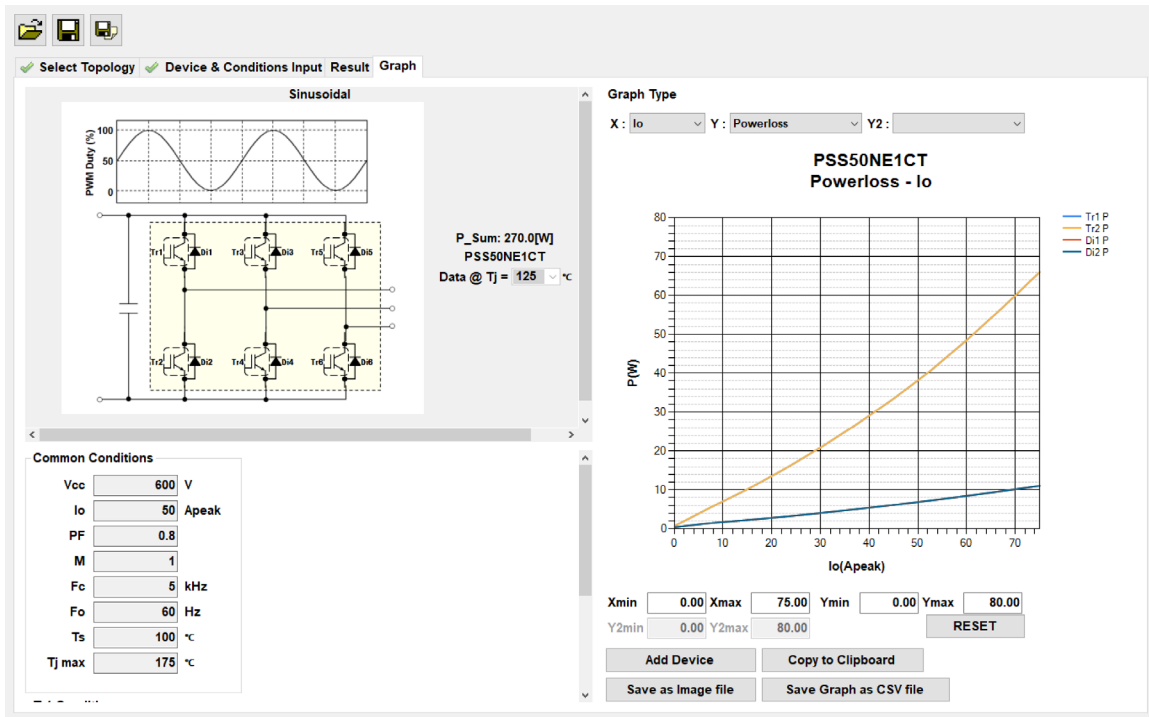 Select Topology Device & Conditions Input Result Graph
Sinusoidal
PWM Duty (%)
100
50
0
Tr1 Di1 Tr3 Di3 Tr5 Di5
Tr2 Di2 Tr4 Di4 Tr6 Di6
P_Sum: 270.0[W]
PSS50NE1CT
Data @ Tj = 125 ℃
Common Conditions
Vcc 600 V
Io 50 Apeak
PF 0.8
M 1
Fc 5 kHz
Fo 60 Hz
Ts 100 ℃
Tj max 175 ℃
Graph Type
X : Io Y : Powerloss Y2 :
PSS50NE1CT
Powerloss - Io
80
70
60
50
40
30
20
10
0
P(W)
0 10 20 30 40 50 60 70
Io(Apeak)
Tr1 P
Tr2 P
Di1 P
Di2 P
Xmin 0.00 Xmax 75.00 Ymin 0.00 Ymax 80.00
Y2min 0.00 Y2max 80.00 RESET
Add Device Copy to Clipboard
Save as Image file Save Graph as CSV file